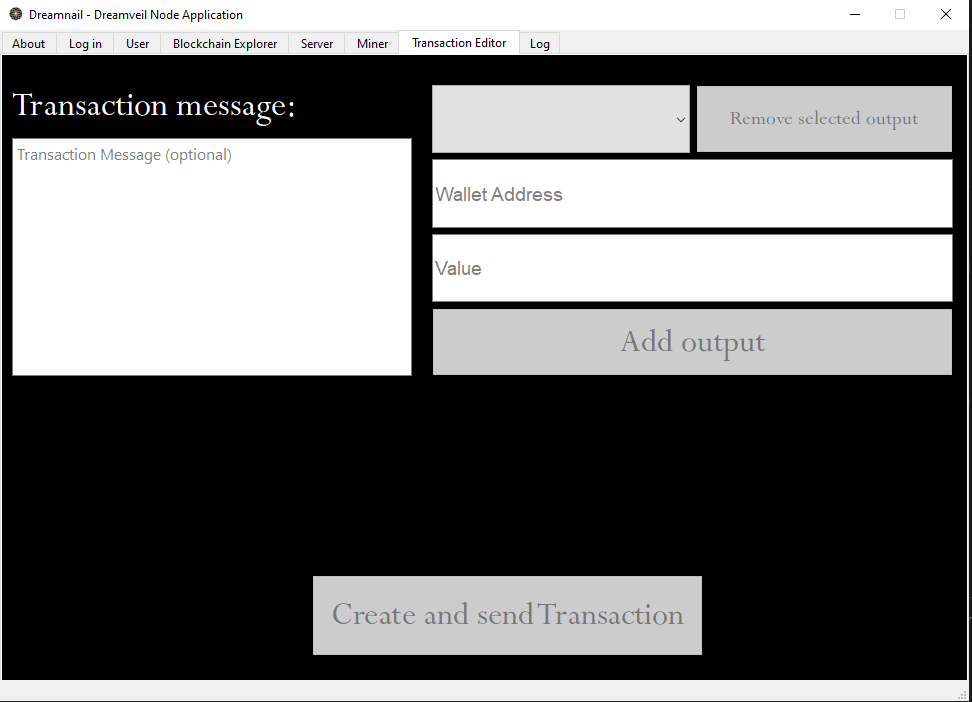 Dreamnail - Dreamveil Node Application
About Log in User Blockchain Explorer Server Miner Transaction Editor Log
Transaction message:
Transaction Message (optional)
Remove selected output
Wallet Address
Value
Add output
Create and send Transaction